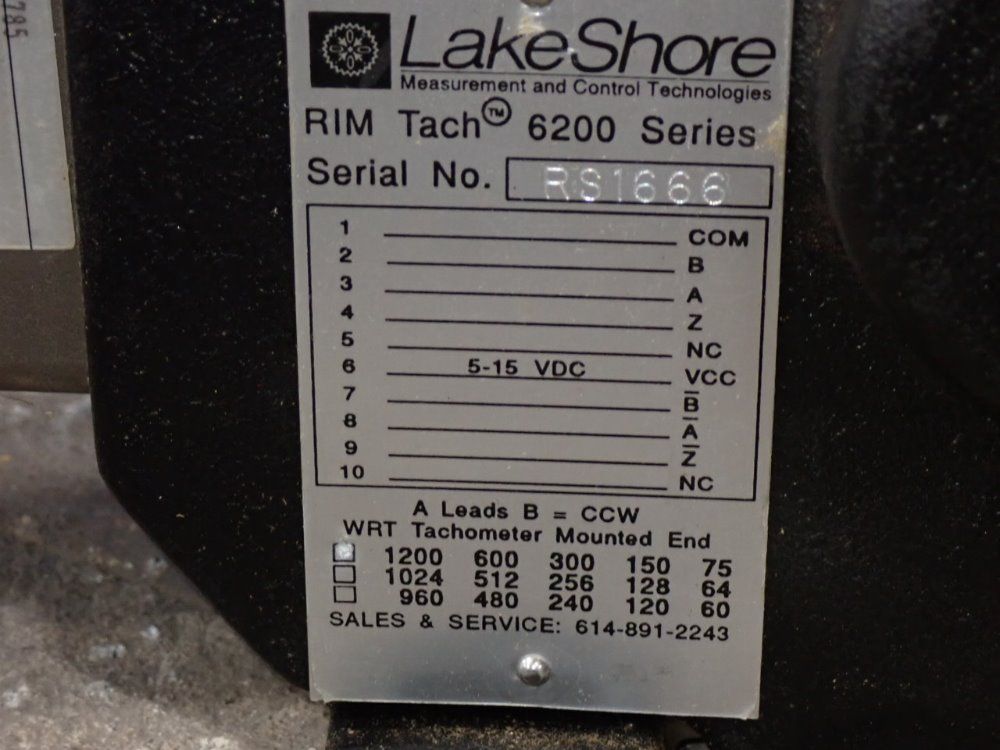 785
LakeShore
Measurement and Control Technologies
RIM Tach™ 6200 Series
Serial No. RS1666
1 COM
2 B
3 A
4 Z
5 NC
6 5-15 VDC VCC
7 B̅
8 A̅
9 Z̅
10 NC
A Leads B = CCW
WRT Tachometer Mounted End
1200 600 300 150 75
1024 512 256 128 64
960 480 240 120 60
SALES & SERVICE: 614-891-2243